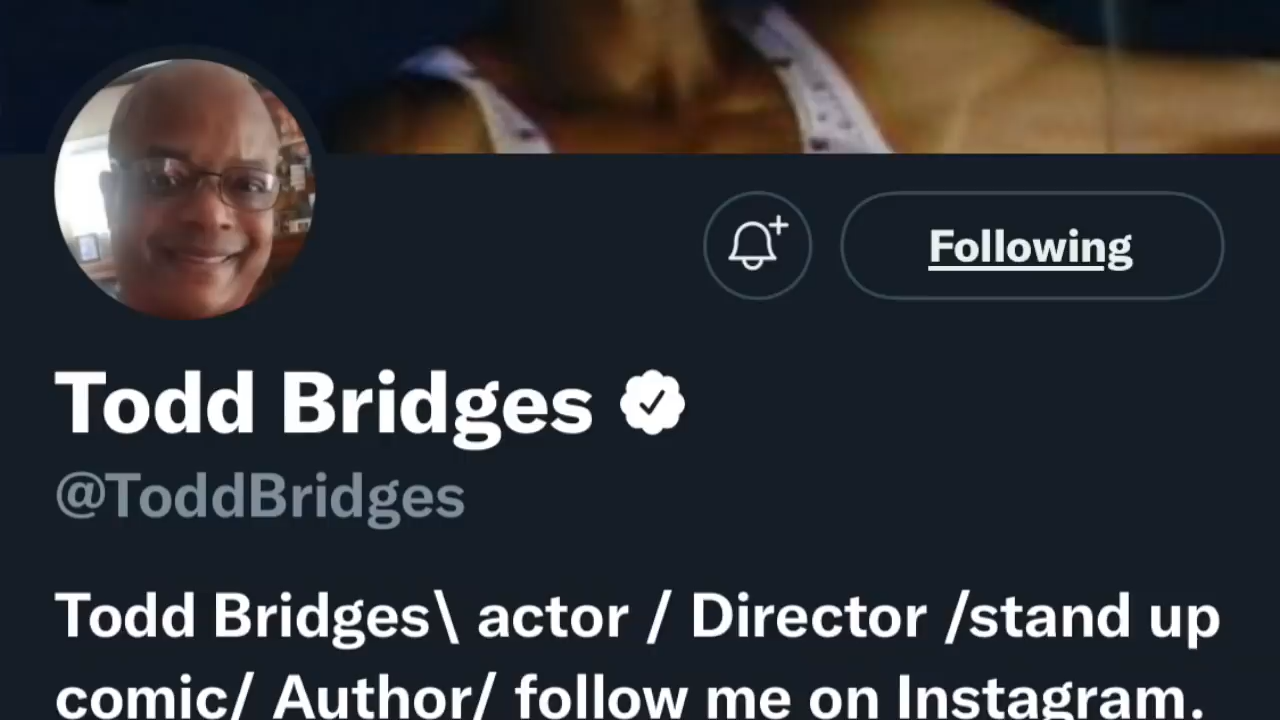 Following
Todd Bridges
@ToddBridges
Todd Bridges\ actor / Director /stand up
comic/ Author/ follow me on Instagram.